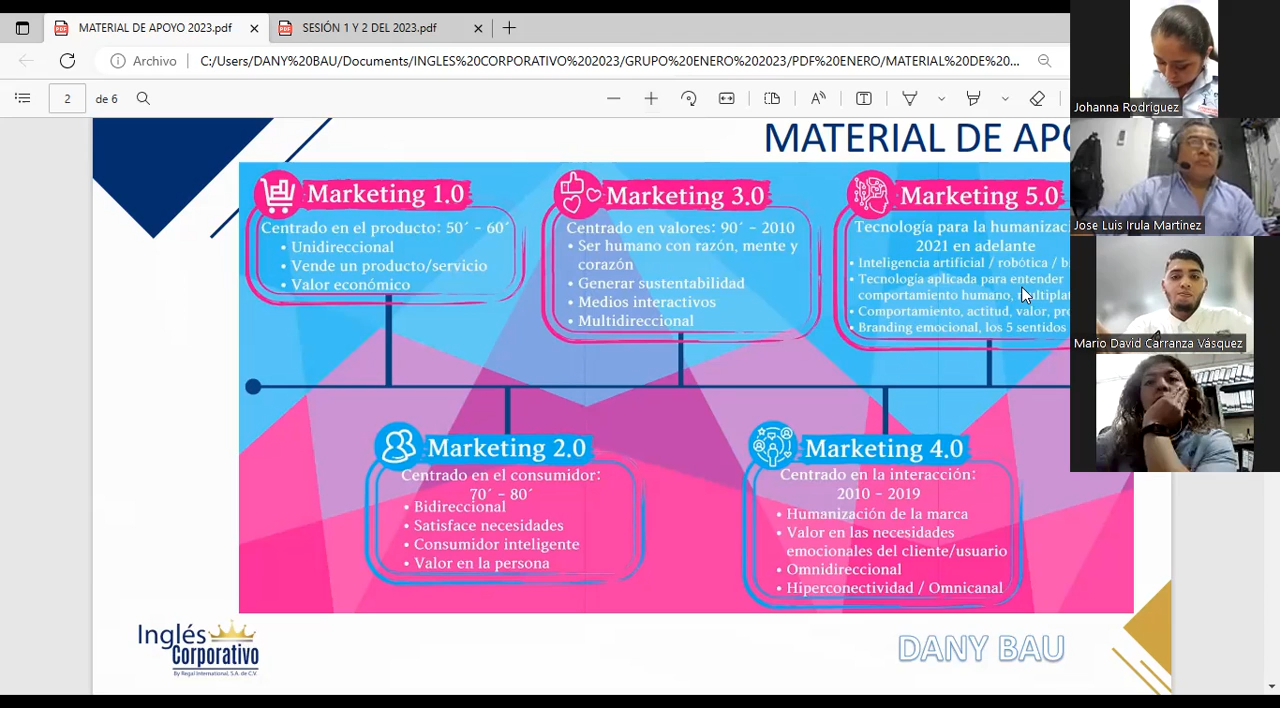 MATERIAL DE APOYO 2023.pdf
SESIÓN 1 Y 2 DEL 2023.pdf
Archivo
C:/Users/DANY%20BAU/Documents/INGLES%20CORPORATIVO%202023/GRUPO%20ENERO%202023/PDF%20ENERO/MATERIAL%20DE%20...
2
de 6
MATERIAL DE APO
Marketing 1.0
Centrado en el producto: 50´ - 60´
• Unidireccional
• Vende un producto/servicio
• Valor económico
Marketing 3.0
Centrado en valores: 90´ - 2010
• Ser humano con razón, mente y
corazón
• Generar sustentabilidad
• Medios interactivos
• Multidireccional
Marketing 5.0
Tecnología para la humanizac
2021 en adelante
• Inteligencia artificial / robótica / b
• Tecnología aplicada para entender
comportamiento humano, multiplat
• Comportamiento, actitud, valor, pro
• Branding emocional, los 5 sentidos
Marketing 2.0
Centrado en el consumidor:
70´ - 80´
• Bidireccional
• Satisface necesidades
• Consumidor inteligente
• Valor en la persona
Marketing 4.0
Centrado en la interacción:
2010 - 2019
• Humanización de la marca
• Valor en las necesidades
emocionales del cliente/usuario
• Omnidireccional
• Hiperconectividad / Omnicanal
Inglés
Corporativo
By Regal International, S.A. de C.V.
DANY BAU
Johanna Rodriguez
Jose Luis Irula Martínez
Mario David Carranza Vásquez